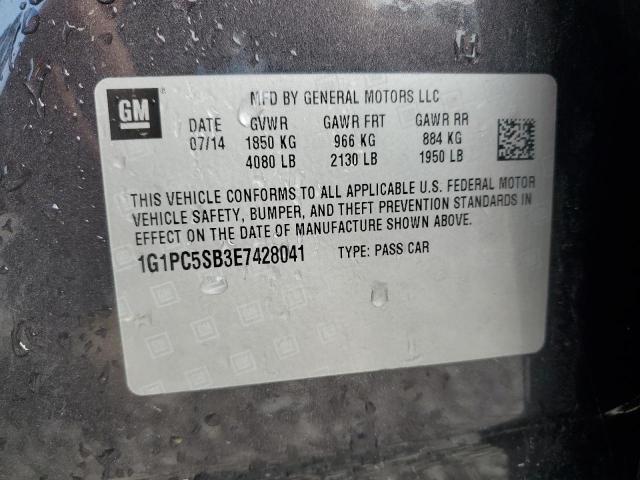 GM
®
MFD BY GENERAL MOTORS LLC
DATE GVWR GAWR FRT GAWR RR
07/14 1850 KG 966 KG 884 KG
4080 LB 2130 LB 1950 LB
THIS VEHICLE CONFORMS TO ALL APPLICABLE U.S. FEDERAL MOTOR
VEHICLE SAFETY, BUMPER, AND THEFT PREVENTION STANDARDS IN
EFFECT ON THE DATE OF MANUFACTURE SHOWN ABOVE.
1G1PC5SB3E7428041 TYPE: PASS CAR